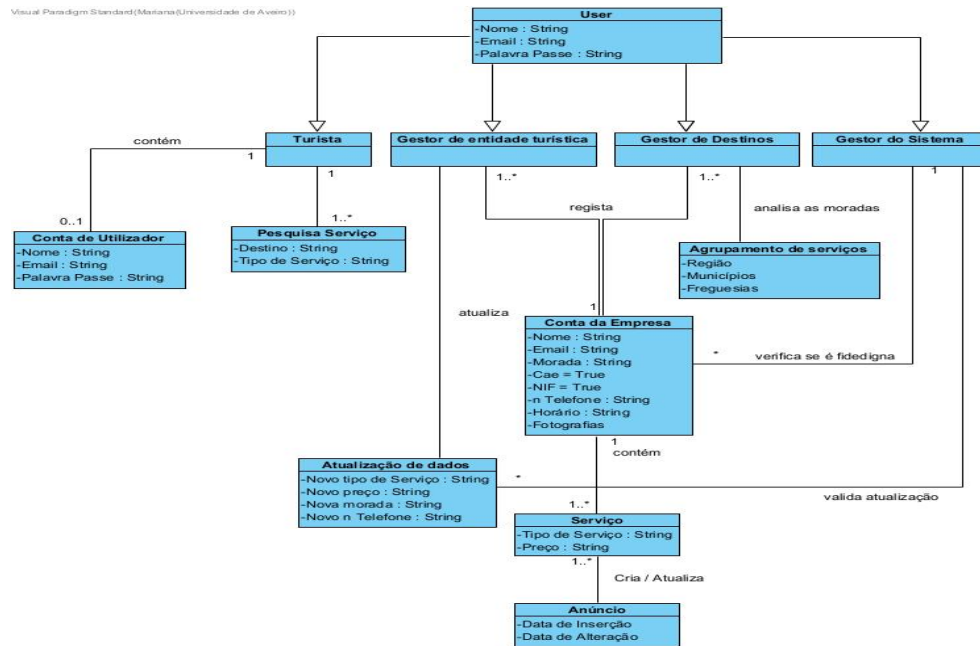 Visual Paradigm Standard(Mariana(Universidade de Aveiro))
User
-Nome : String
-Email : String
-Palavra Passe : String
Turista
Gestor de entidade turística
Gestor de Destinos
Gestor do Sistema
contém
1
1
1..*
1..*
1
regista
analisa as moradas
0..1
1..*
Conta de Utilizador
-Nome : String
-Email : String
-Palavra Passe : String
Pesquisa Serviço
-Destino : String
-Tipo de Serviço : String
Agrupamento de serviços
-Região
-Municípios
-Freguesias
atualiza
1
Conta da Empresa
-Nome : String
-Email : String
-Morada : String
-Cae = True
-NIF = True
-n Telefone : String
-Horário : String
-Fotografias
*
verifica se é fidedigna
1
contém
Atualização de dados
-Novo tipo de Serviço : String
-Novo preço : String
-Nova morada : String
-Novo n Telefone : String
*
valida atualização
1..*
Serviço
-Tipo de Serviço : String
-Preço : String
1..*
Cria / Atualiza
Anúncio
-Data de Inserção
-Data de Alteração